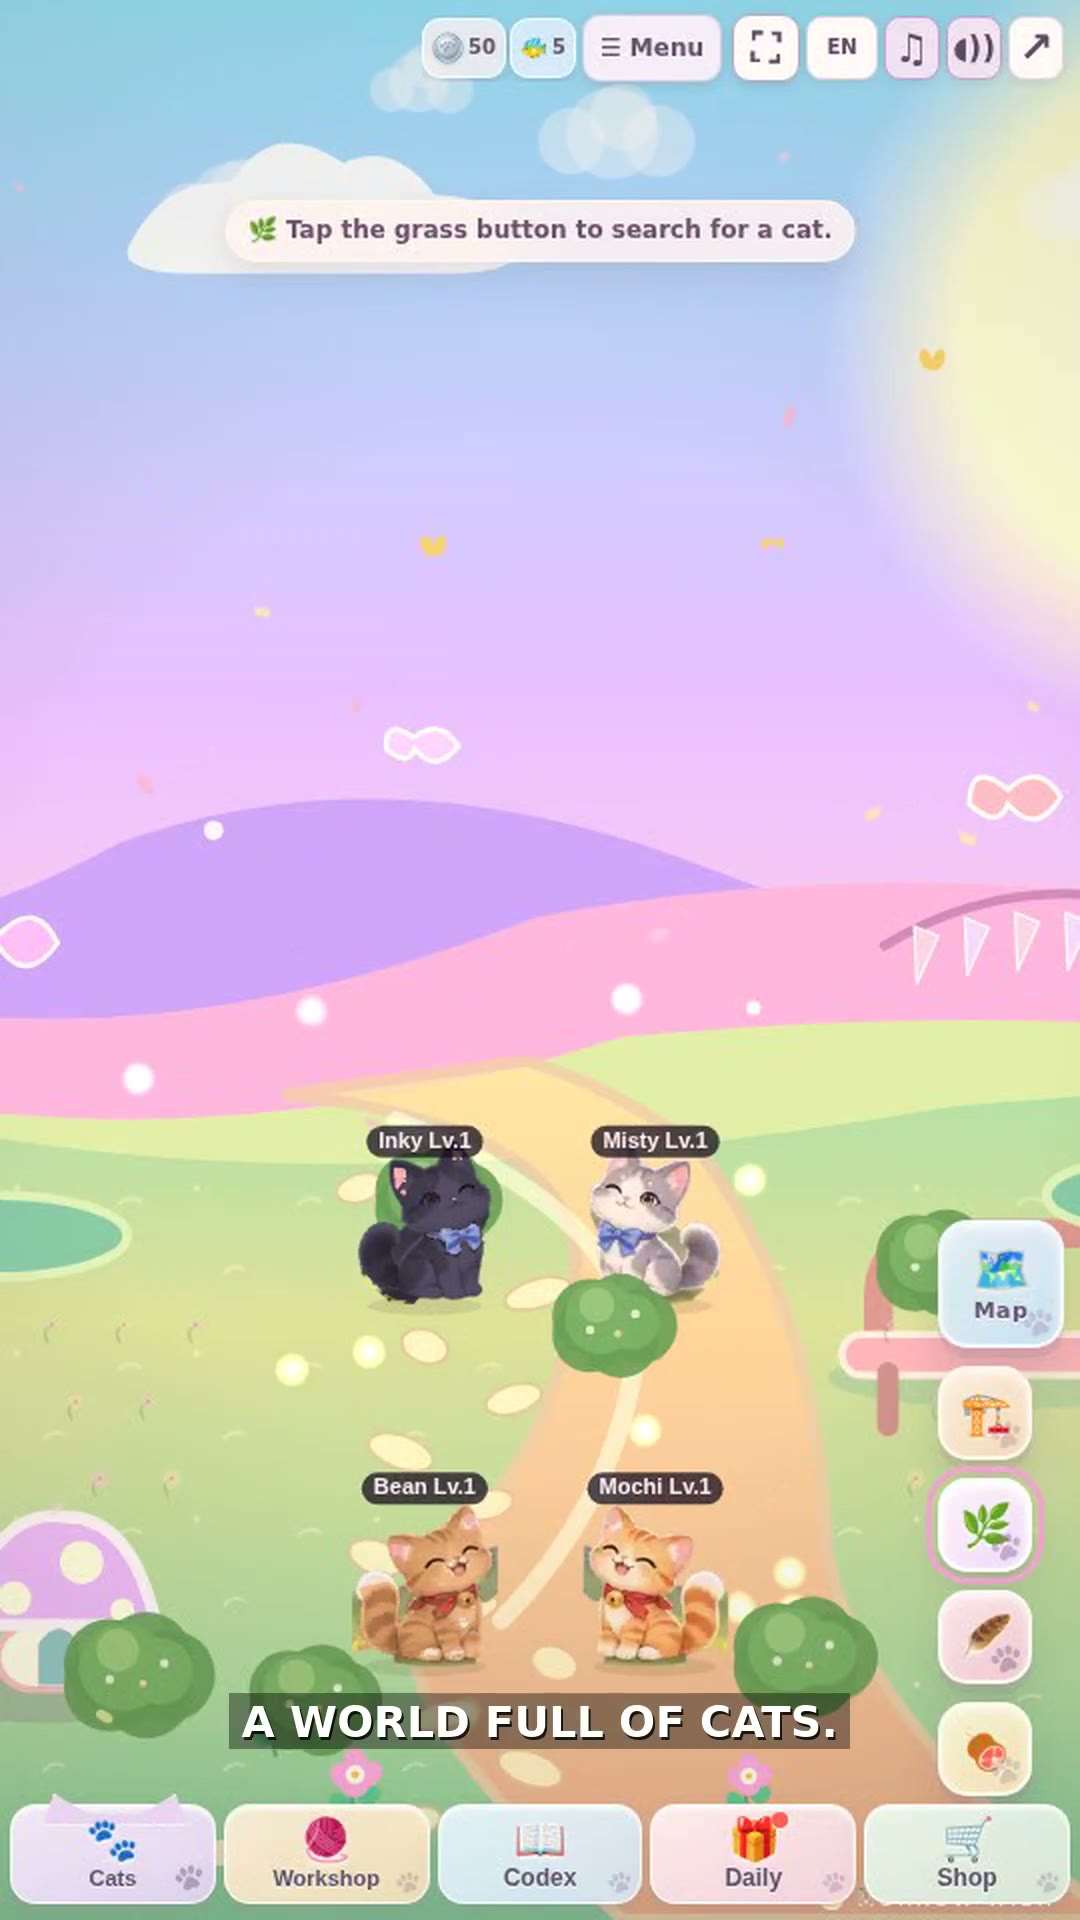 50
5
☰ Menu
EN
🌿 Tap the grass button to search for a cat.
Inky Lv.1
Misty Lv.1
Map
Bean Lv.1
Mochi Lv.1
A WORLD FULL OF CATS.
Cats
Workshop
Codex
Daily
Shop